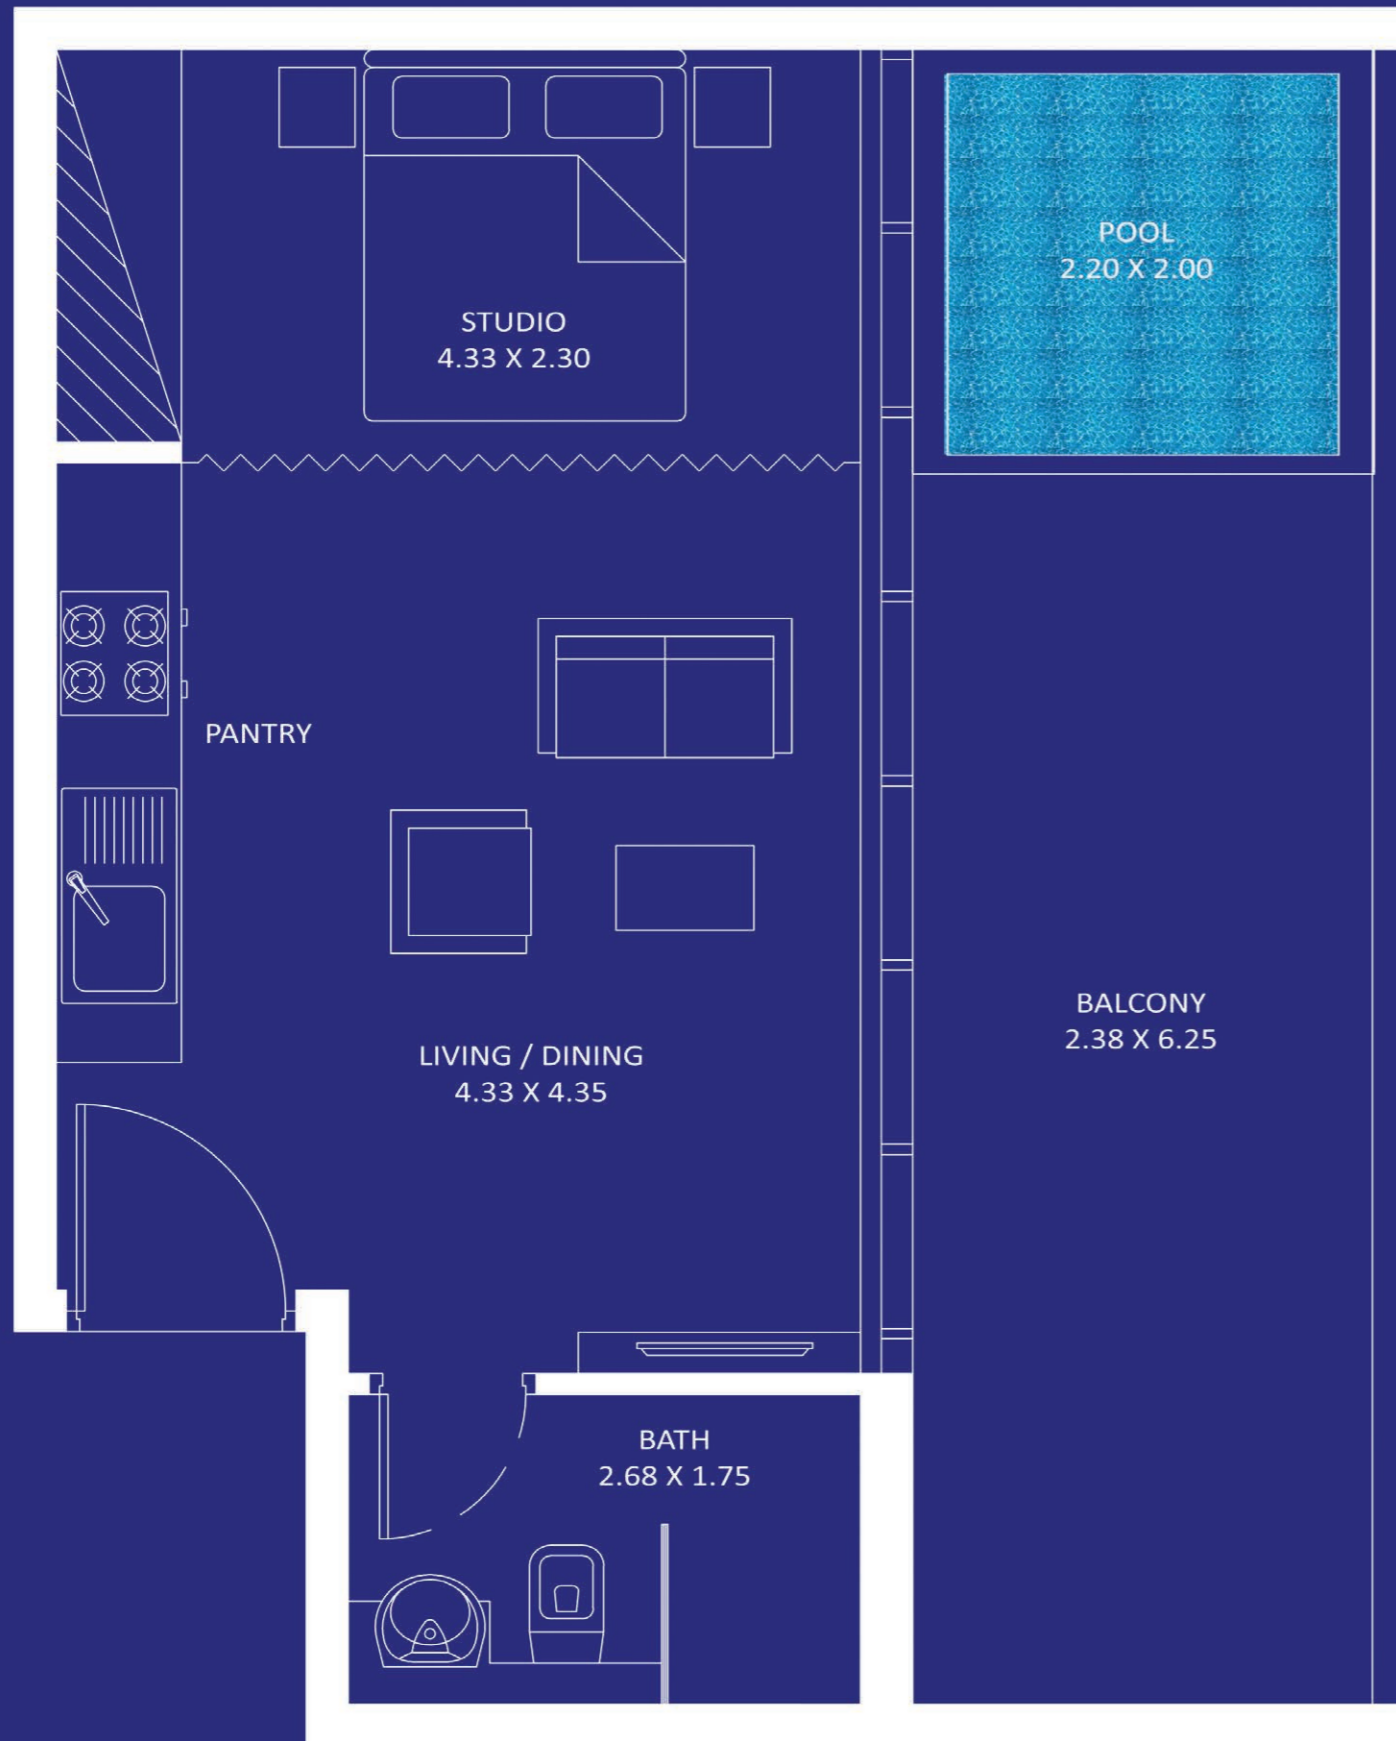 POOL
2.20 X 2.00
STUDIO
4.33 X 2.30
PANTRY
BALCONY
2.38 X 6.25
LIVING / DINING
4.33 X 4.35
BATH
2.68 X 1.75